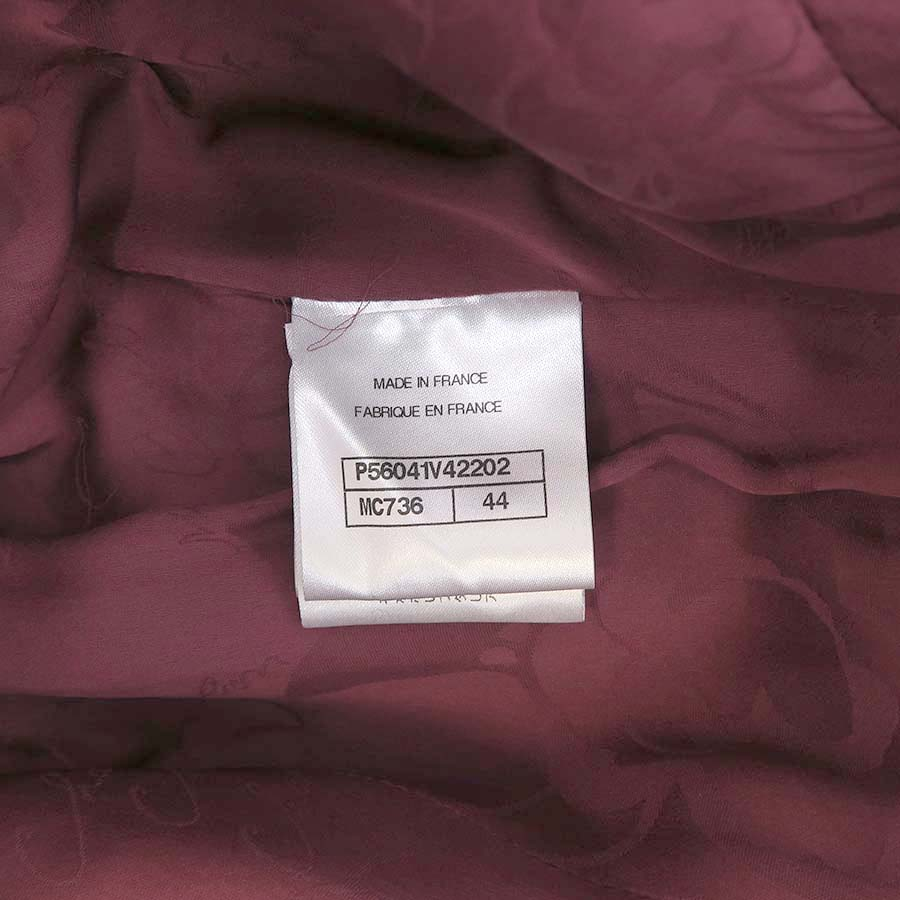 MADE IN FRANCE
FABRIQUE EN FRANCE
P56041V42202
MC736 44